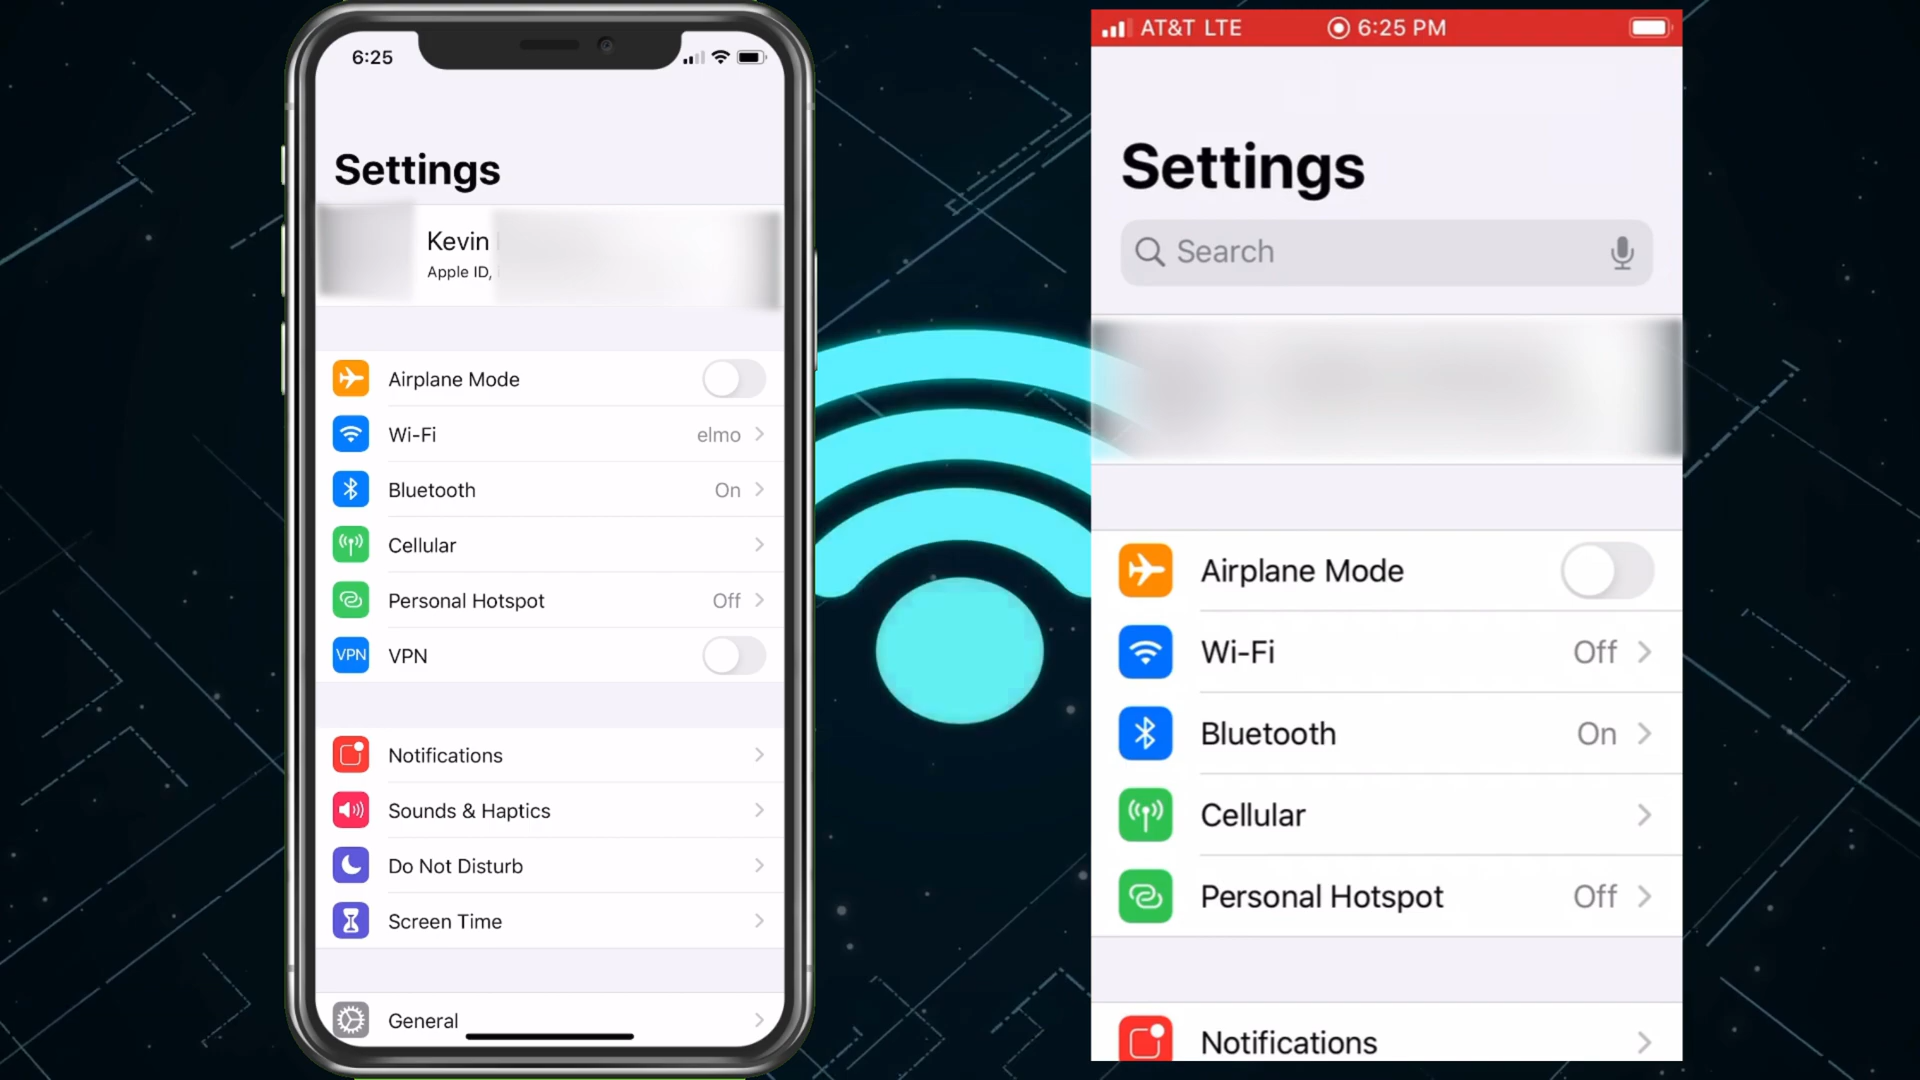 6:25
Settings
Kevin
Apple ID,
Airplane Mode
Wi-Fi elmo
Bluetooth On
Cellular
Personal Hotspot Off
VPN VPN
Notifications
Sounds & Haptics
Do Not Disturb
Screen Time
General
AT&T LTE 6:25 PM
Settings
Search
Airplane Mode
Wi-Fi Off
Bluetooth On
Cellular
Personal Hotspot Off
Notifications